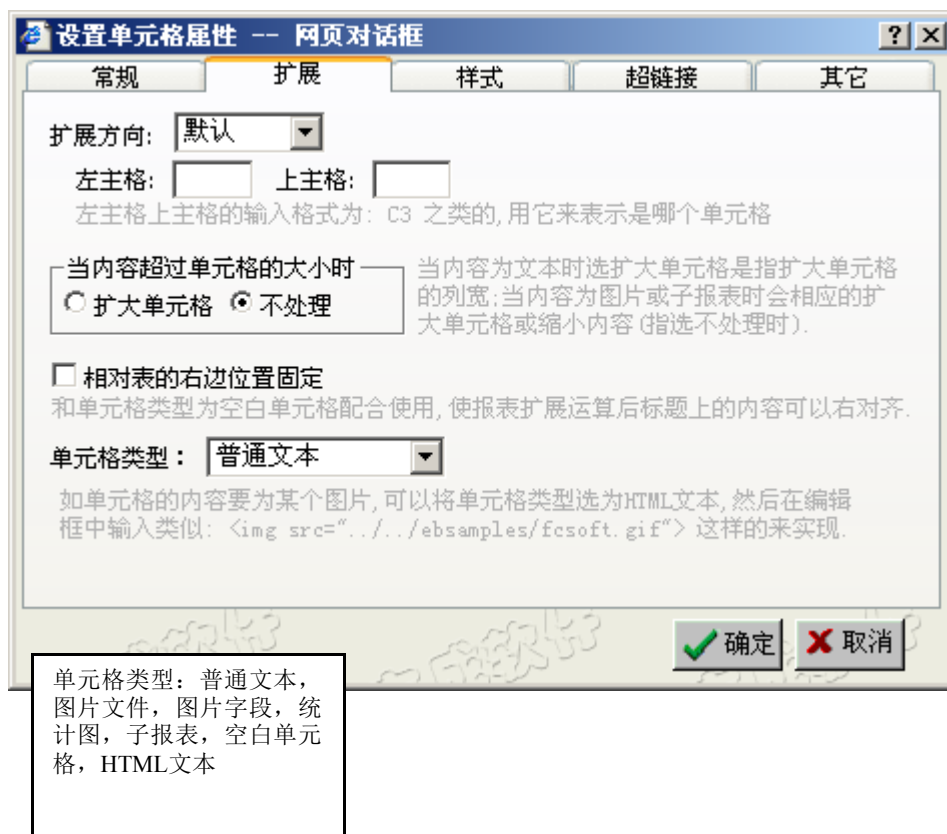 设置单元格属性 -- 网页对话框
常规 扩展 样式 超链接 其它
扩展方向: 默认
左主格: 上主格:
左主格上主格的输入格式为: C3 之类的,用它来表示是哪个单元格
当内容超过单元格的大小时
扩大单元格 不处理
当内容为文本时选扩大单元格是指扩大单元格
的列宽;当内容为图片或子报表时会相应的扩
大单元格或缩小内容(指选不处理时).
相对表的右边位置固定
和单元格类型为空白单元格配合使用,使报表扩展运算后标题上的内容可以右对齐.
单元格类型： 普通文本
如单元格的内容要为某个图片,可以将单元格类型选为HTML文本,然后在编辑
框中输入类似: <img src="../../ebsamples/fcsoft.gif"> 这样的来实现.
确定 取消
单元格类型：普通文本，
图片文件，图片字段，统
计图，子报表，空白单元
格，HTML文本